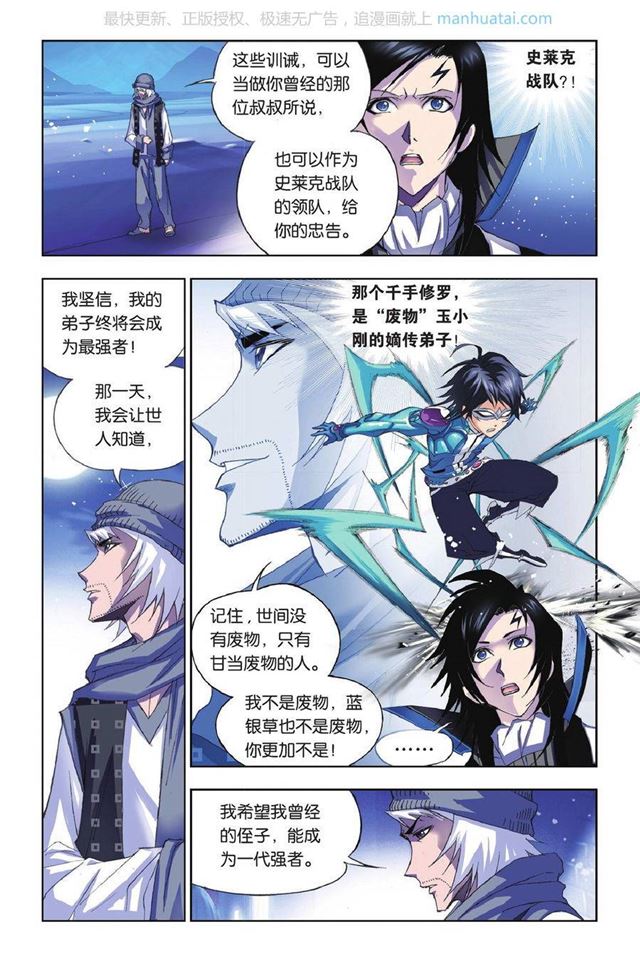 最快更新、正版授权、极速无广告，追漫画就上 manhuatai.com
这些训诫，可以
当做你曾经的那
位叔叔所说，
也可以作为
史莱克战队
的领队，给
你的忠告。
史莱克
战队？！
我坚信，我的
弟子终将会成
为最强者！
那一天，
我会让世
人知道，
那个千手修罗，
是“废物”玉小
刚的嫡传弟子！
记住，世间没
有废物，只有
甘当废物的人。
我不是废物，蓝
银草也不是废物，
你更加不是！
……
我希望我曾经
的侄子，能成
为一代强者。